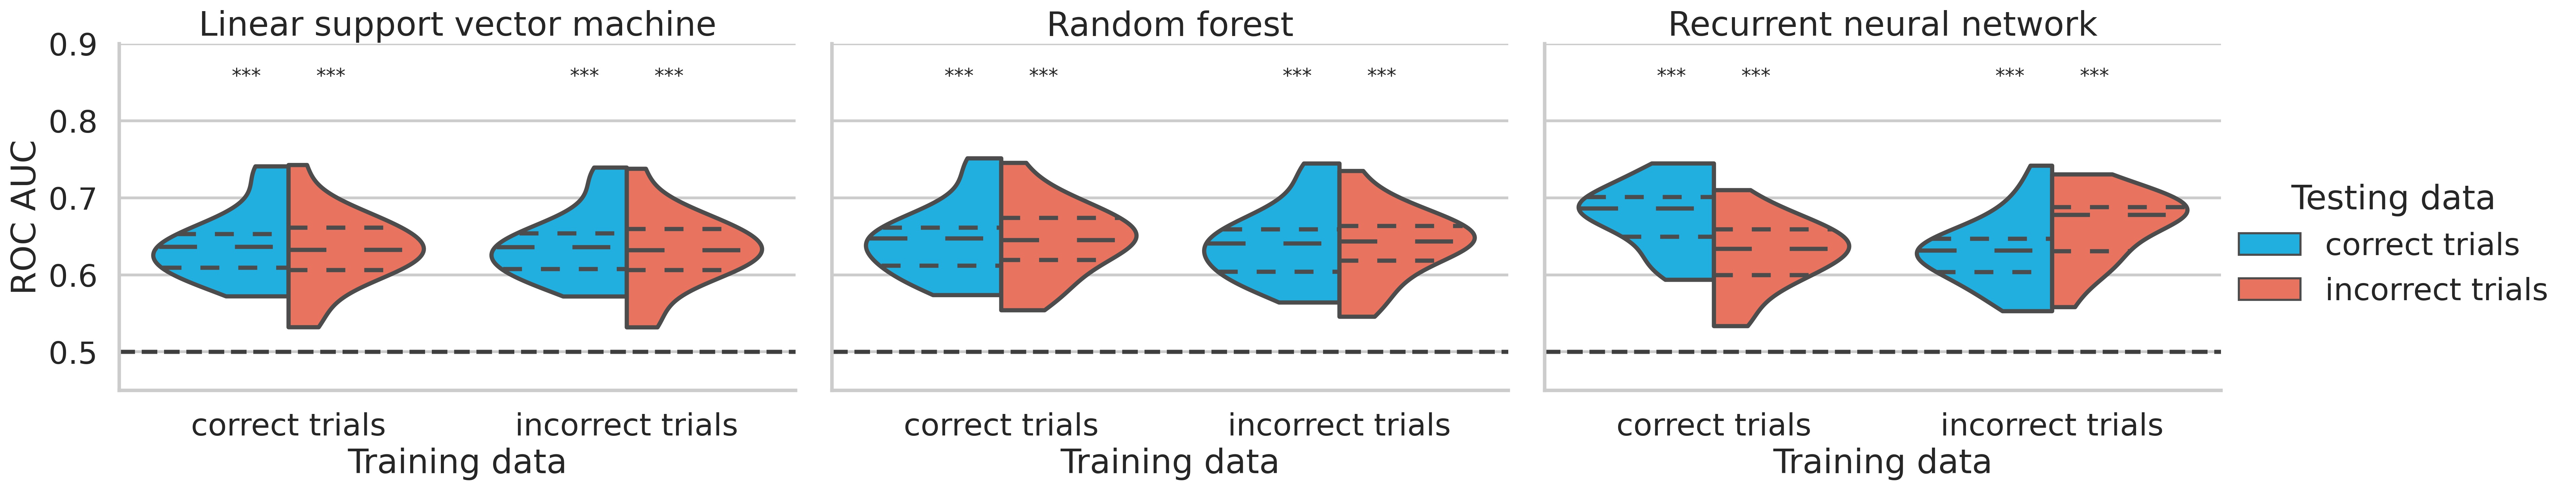 Linear support vector machine
Random forest
Recurrent neural network
0.9
0.8
0.7
0.6
0.5
ROC AUC
*** *** *** ***
*** *** *** ***
*** *** *** ***
correct trials incorrect trials
Training data
correct trials incorrect trials
Training data
correct trials incorrect trials
Training data
Testing data
correct trials
incorrect trials